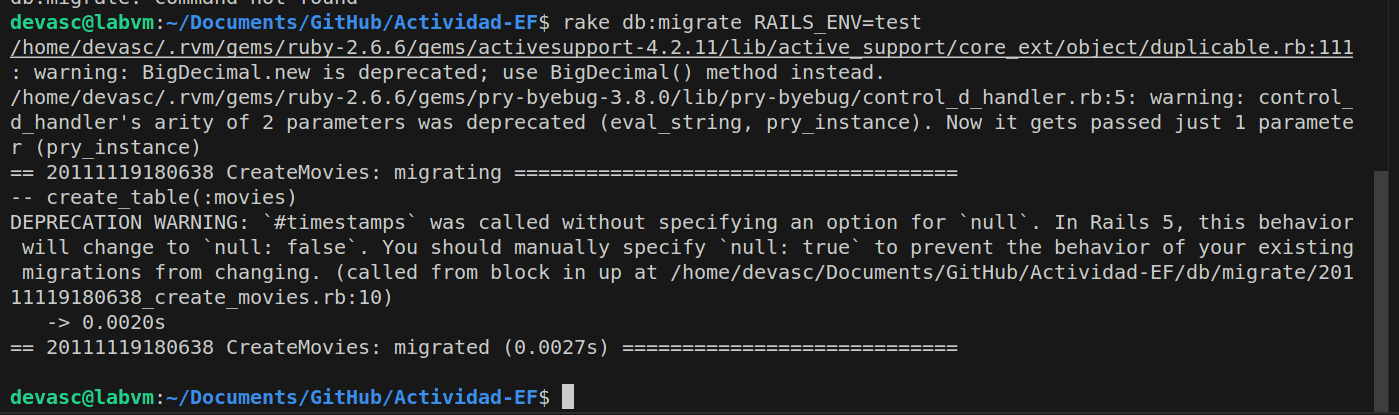 db:migrate: command not found
devasc@labvm:~/Documents/GitHub/Actividad-EF$ rake db:migrate RAILS_ENV=test
/home/devasc/.rvm/gems/ruby-2.6.6/gems/activesupport-4.2.11/lib/active_support/core_ext/object/duplicable.rb:111
: warning: BigDecimal.new is deprecated; use BigDecimal() method instead.
/home/devasc/.rvm/gems/ruby-2.6.6/gems/pry-byebug-3.8.0/lib/pry-byebug/control_d_handler.rb:5: warning: control_
d_handler's arity of 2 parameters was deprecated (eval_string, pry_instance). Now it gets passed just 1 paramete
r (pry_instance)
== 20111119180638 CreateMovies: migrating =====================================
-- create_table(:movies)
DEPRECATION WARNING: `#timestamps` was called without specifying an option for `null`. In Rails 5, this behavior
 will change to `null: false`. You should manually specify `null: true` to prevent the behavior of your existing
 migrations from changing. (called from block in up at /home/devasc/Documents/GitHub/Actividad-EF/db/migrate/201
11119180638_create_movies.rb:10)
   -> 0.0020s
== 20111119180638 CreateMovies: migrated (0.0027s) ============================
devasc@labvm:~/Documents/GitHub/Actividad-EF$